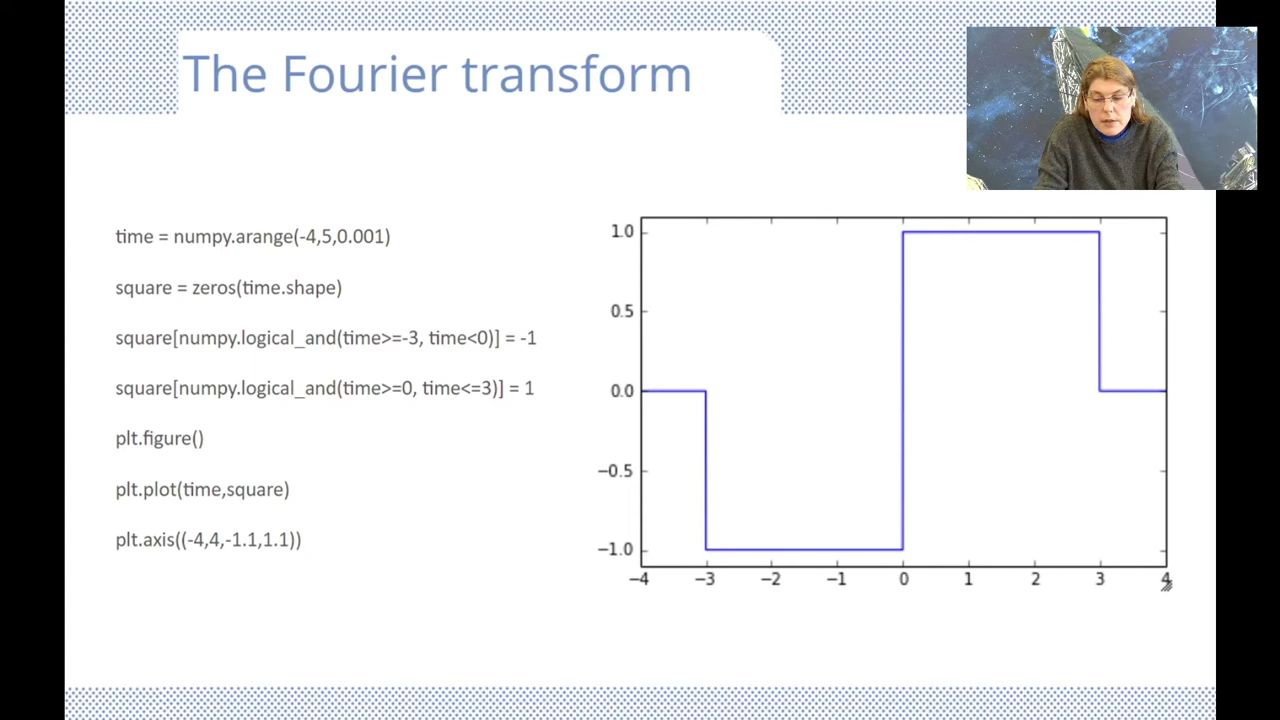 The Fourier transform
time = numpy.arange(-4,5,0.001)
square = zeros(time.shape)
square[numpy.logical_and(time>=-3, time<0)] = -1
square[numpy.logical_and(time>=0, time<=3)] = 1
plt.figure()
plt.plot(time,square)
plt.axis((-4,4,-1.1,1.1))
1.0
0.5
0.0
−0.5
−1.0
−4 −3 −2 −1 0 1 2 3 4